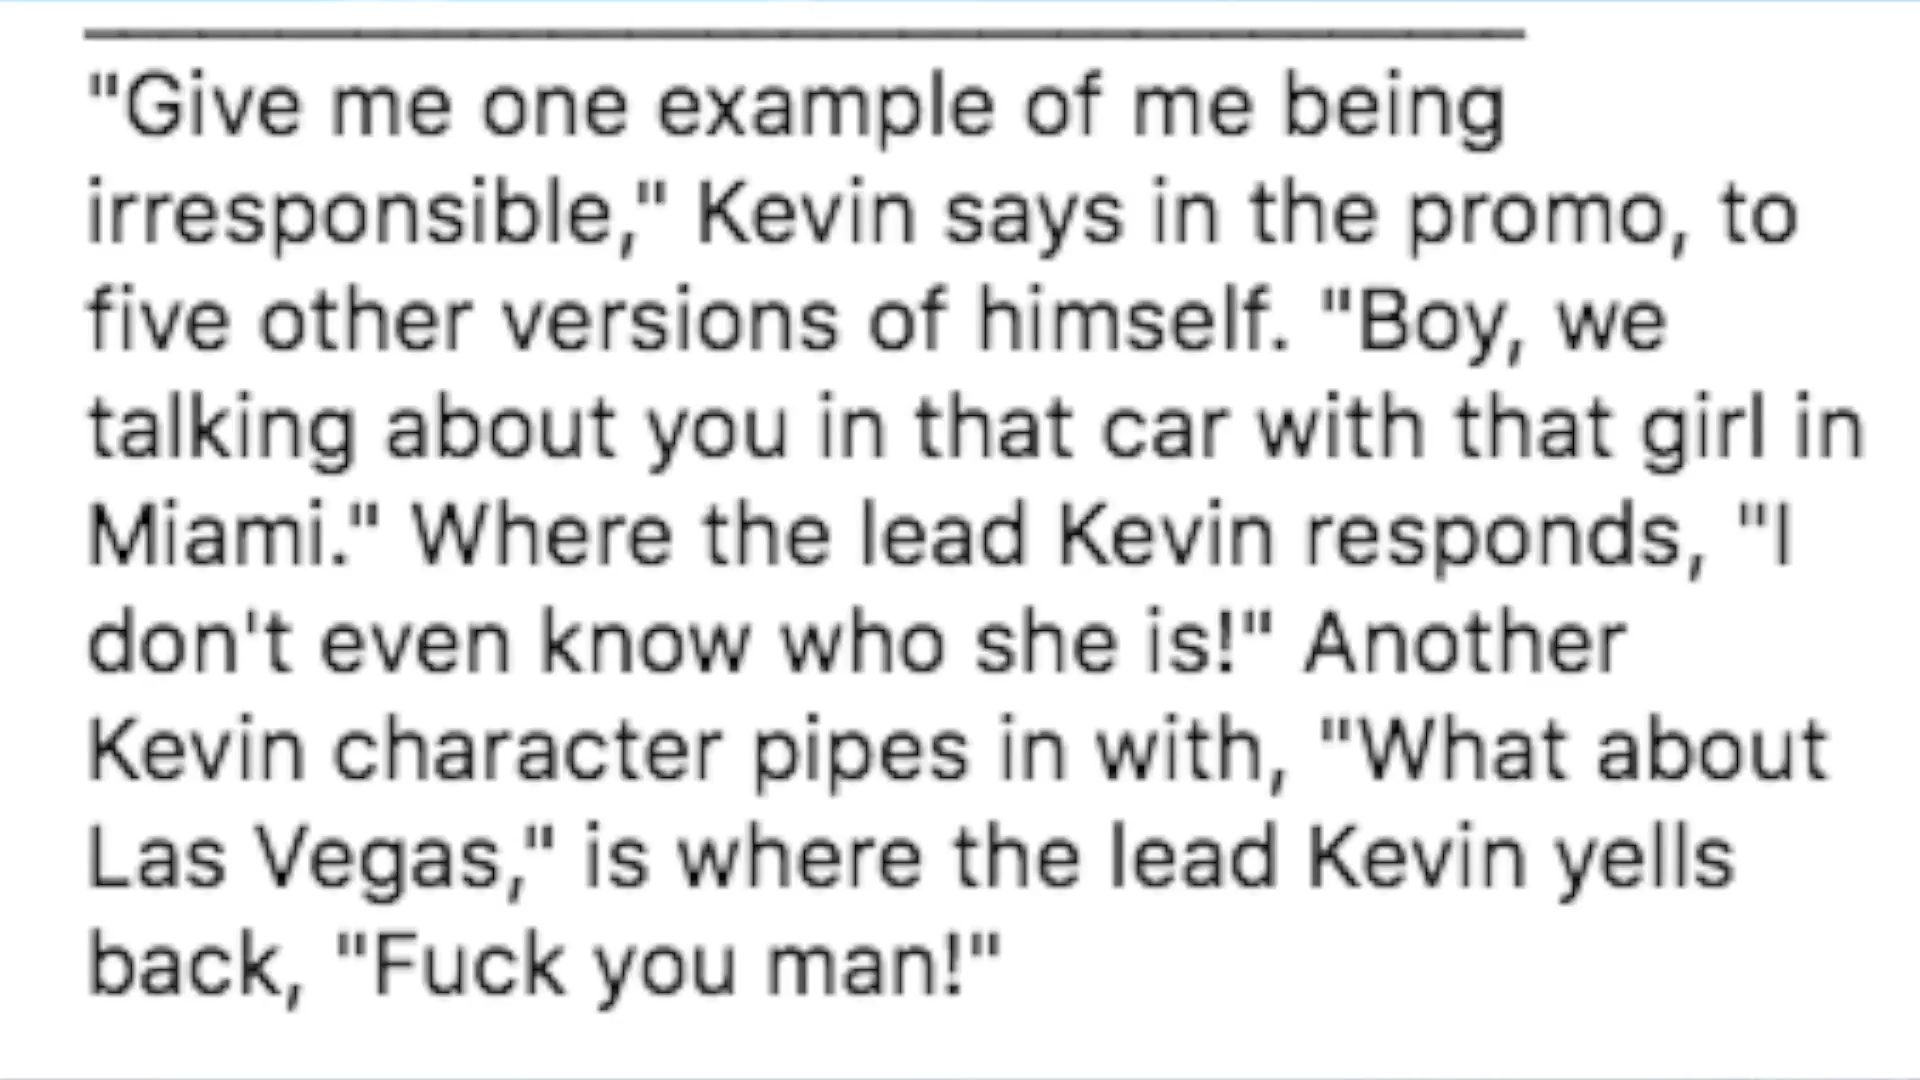 "Give me one example of me being
irresponsible," Kevin says in the promo, to
five other versions of himself. "Boy, we
talking about you in that car with that girl in
Miami." Where the lead Kevin responds, "I
don't even know who she is!" Another
Kevin character pipes in with, "What about
Las Vegas," is where the lead Kevin yells
back, "Fuck you man!"